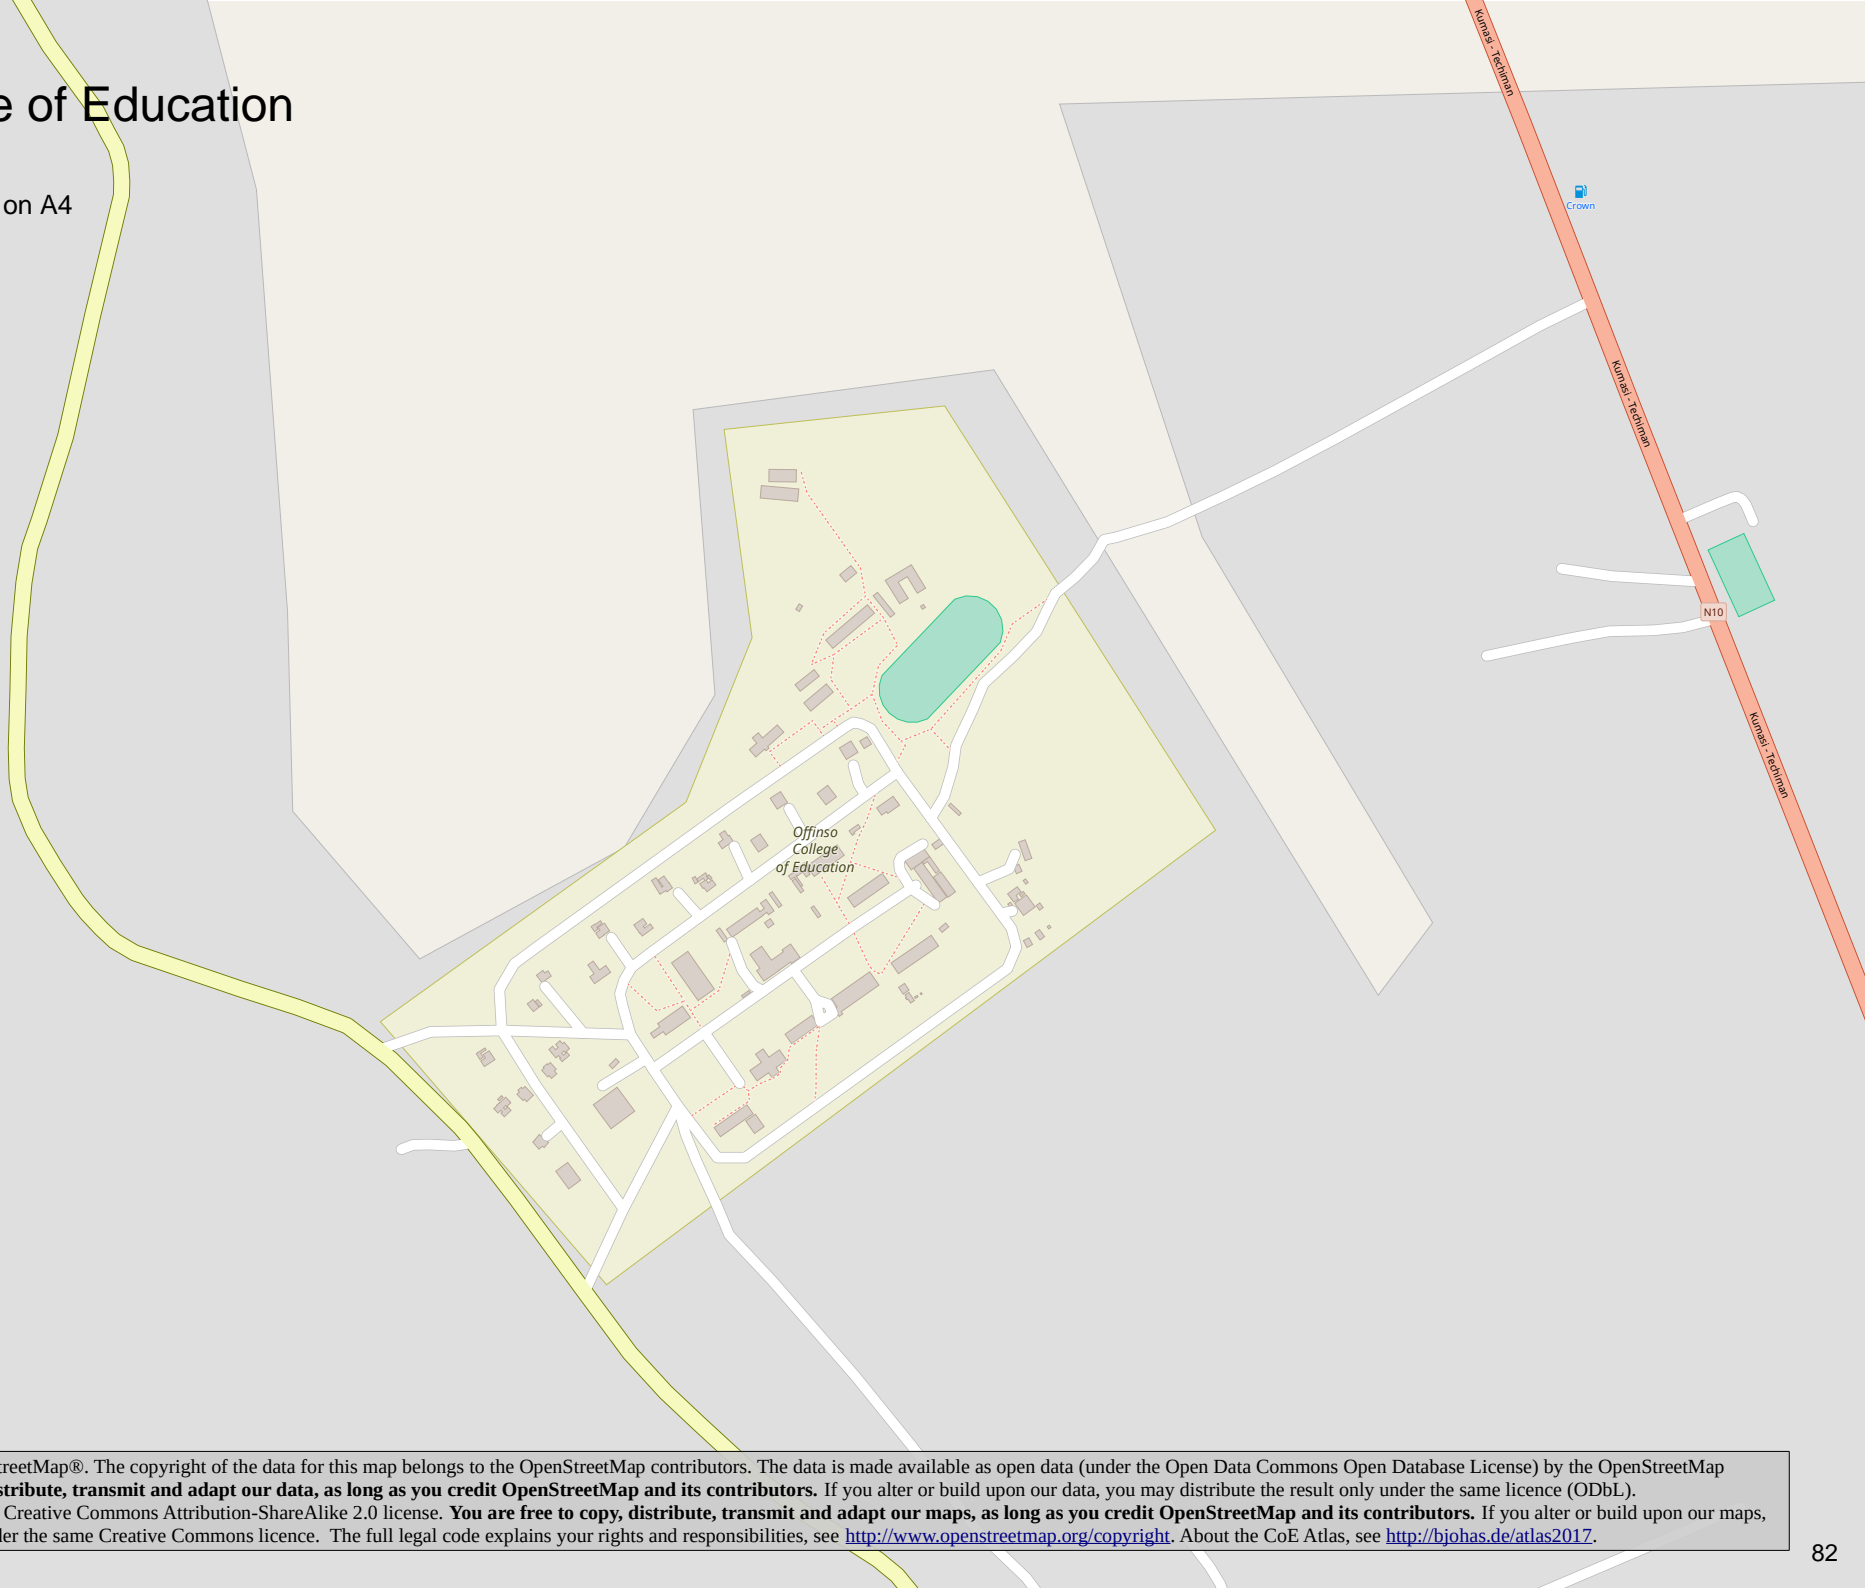 e of Education
on A4
Kumasi - Techiman
Crown
Kumasi - Techiman
N10
Kumasi - Techiman
Offinso
College
of Education
treetMap®. The copyright of the data for this map belongs to the OpenStreetMap contributors. The data is made available as open data (under the Open Data Commons Open Database License) by the OpenStreetMap
stribute, transmit and adapt our data, as long as you credit OpenStreetMap and its contributors. If you alter or build upon our data, you may distribute the result only under the same licence (ODbL).
Creative Commons Attribution-ShareAlike 2.0 license. You are free to copy, distribute, transmit and adapt our maps, as long as you credit OpenStreetMap and its contributors. If you alter or build upon our maps,
ler the same Creative Commons licence. The full legal code explains your rights and responsibilities, see http://www.openstreetmap.org/copyright. About the CoE Atlas, see http://bjohas.de/atlas2017.
82